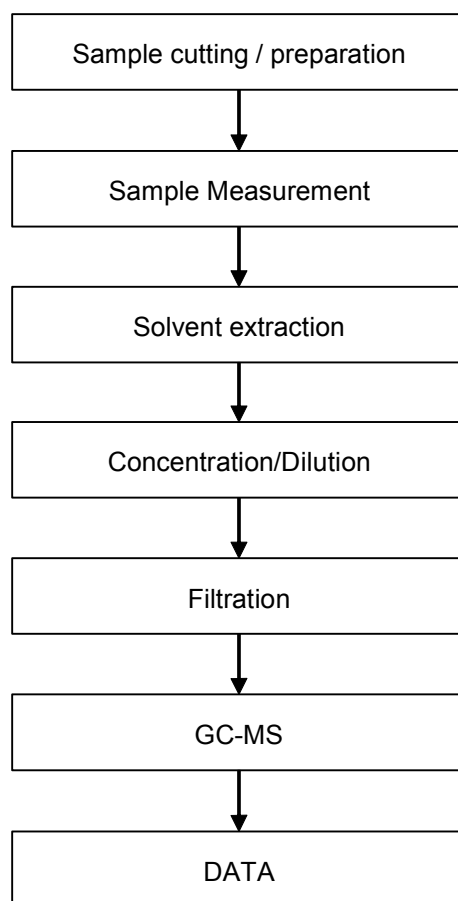 Sample cutting / preparation
Sample Measurement
Solvent extraction
Concentration/Dilution
Filtration
GC-MS
DATA